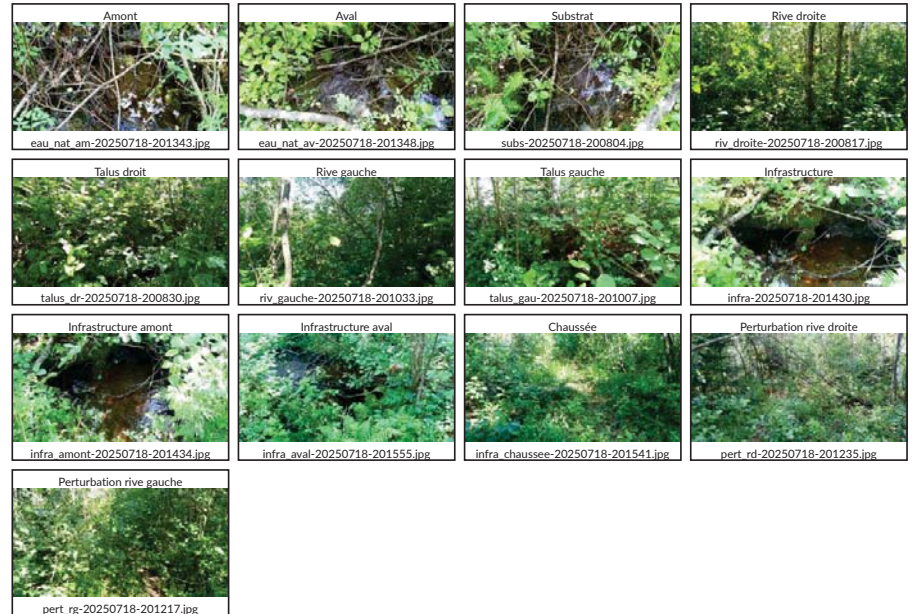 Amont
eau_nat_am-20250718-201343.jpg
Aval
eau_nat_av-20250718-201348.jpg
Substrat
subs-20250718-200804.jpg
Rive droite
riv_droite-20250718-200817.jpg
Talus droit
talus_dr-20250718-200830.jpg
Rive gauche
riv_gauche-20250718-201033.jpg
Talus gauche
talus_gau-20250718-201007.jpg
Infrastructure
infra-20250718-201430.jpg
Infrastructure amont
infra_amont-20250718-201434.jpg
Infrastructure aval
infra_aval-20250718-201555.jpg
Chaussée
infra_chaussee-20250718-201541.jpg
Perturbation rive droite
pert_rd-20250718-201235.jpg
Perturbation rive gauche
pert_rg-20250718-201217.jpg